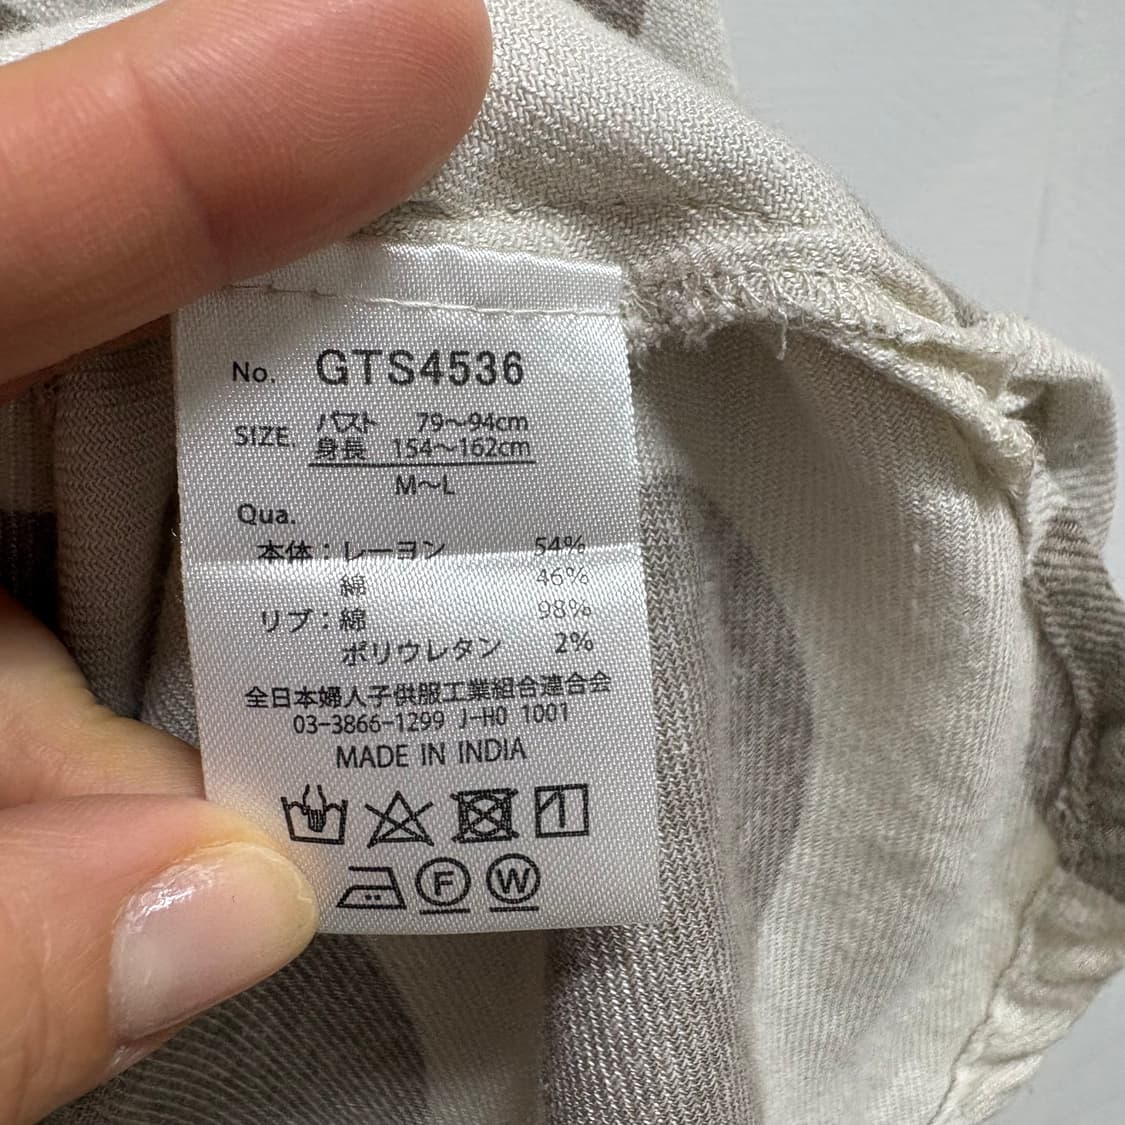 No. GTS4536
SIZE. バスト 79〜94cm
身長 154〜162cm
M〜L
Qua.
本体：レーヨン 54%
綿 46%
リブ：綿 98%
ポリウレタン 2%
全日本婦人子供服工業組合連合会
03-3866-1299 J-HO 1001
MADE IN INDIA
F W